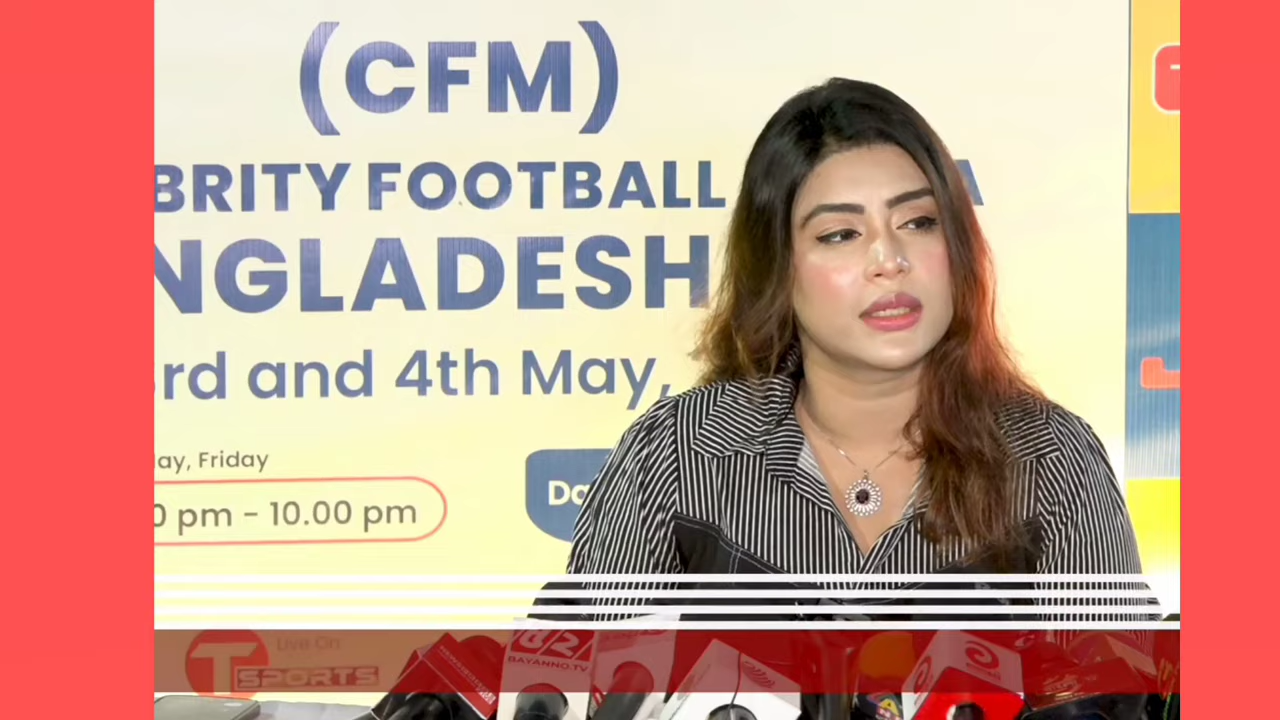 (CFM)
BRITY FOOTBALL A
NGLADESH
rd and 4th May,
ay, Friday
0 pm - 10.00 pm
Da
Live On
T SPORTS
BAYANNO.TV